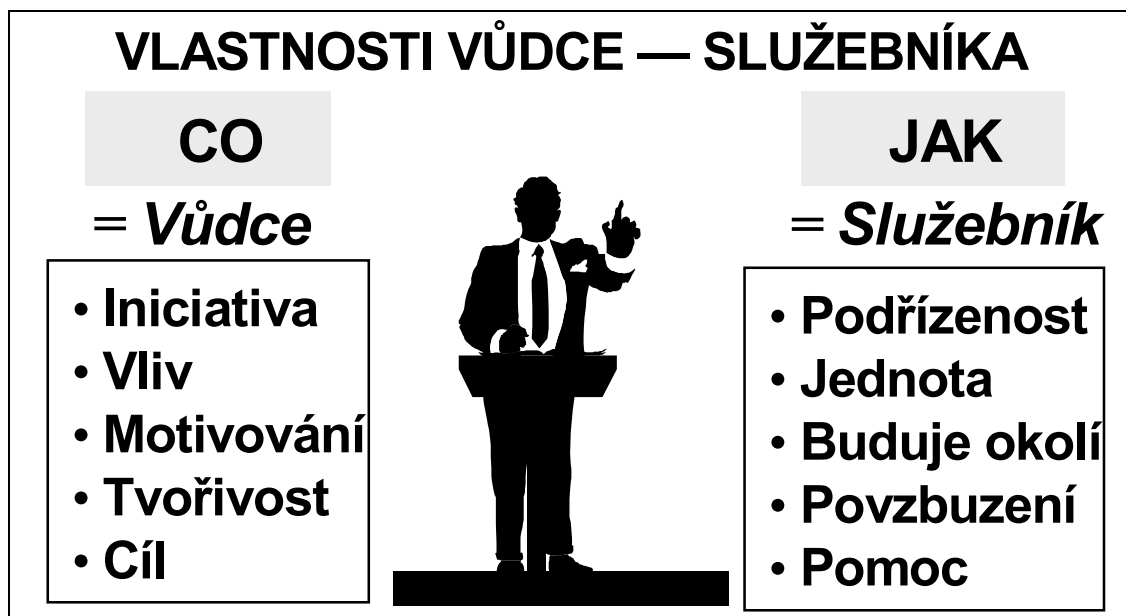 VLASTNOSTI VŮDCE — SLUŽEBNÍKA
CO
= Vůdce
• Iniciativa
• Vliv
• Motivování
• Tvořivost
• Cíl
JAK
= Služebník
• Podřízenost
• Jednota
• Buduje okolí
• Povzbuzení
• Pomoc